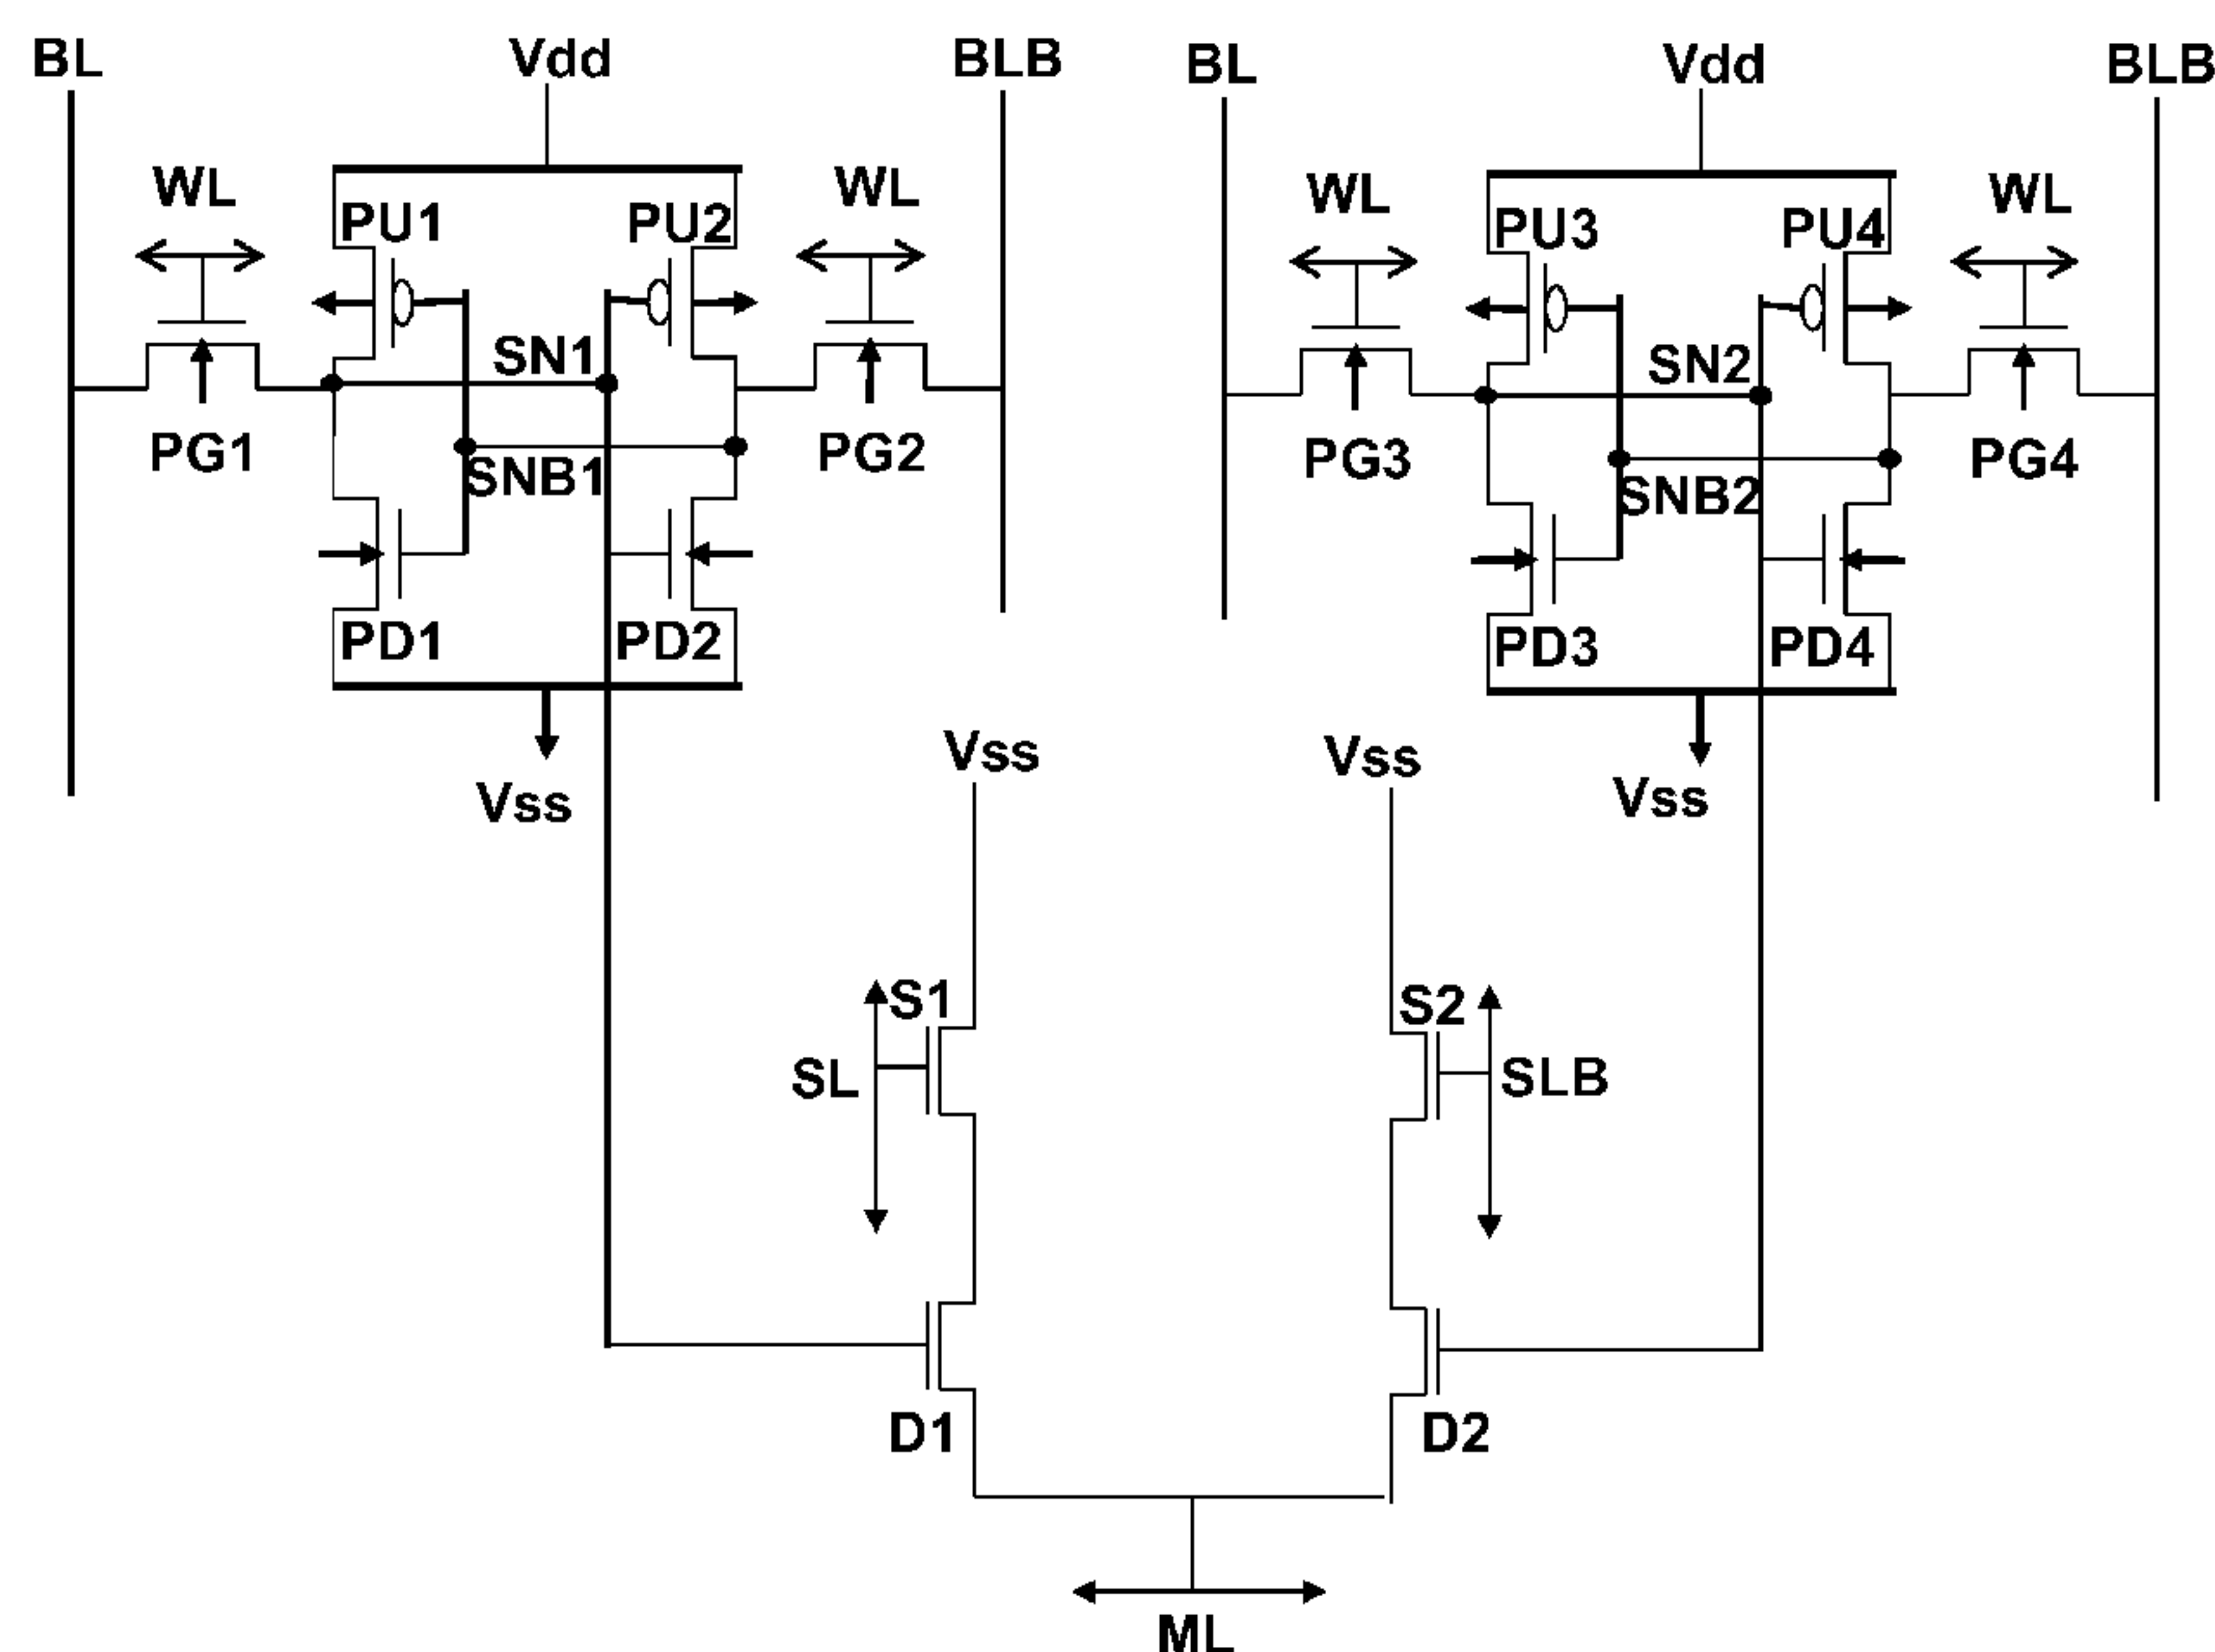 BL Vdd BLB BL Vdd BLB
WL PU1 PU2 WL WL PU3 PU4 WL
SN1 SN2
PG1 SNB1 PG2 PG3 SNB2 PG4
PD1 PD2 PD3 PD4
Vss Vss Vss Vss
S1 S2
SL SLB
D1 D2
ML